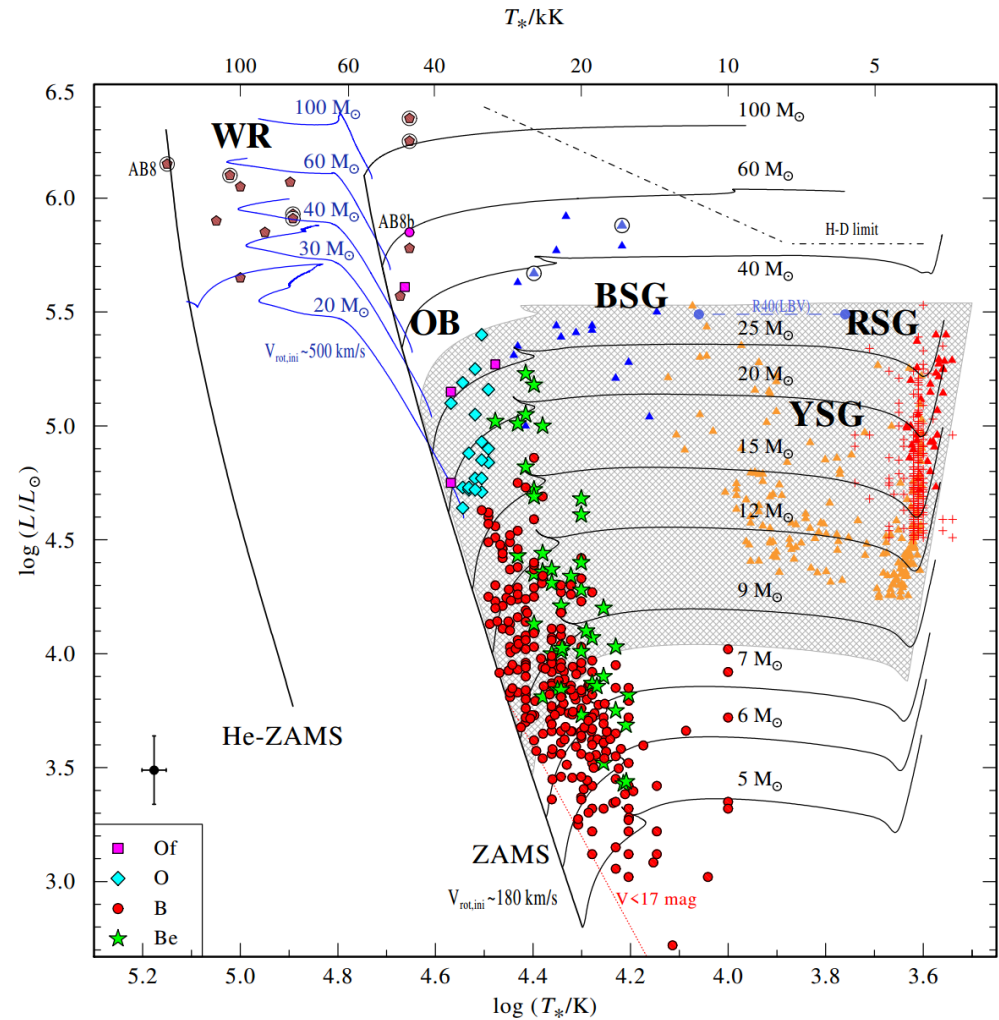 T*/kK
100 60 40 20 10 5
6.5
100 M⊙
100 M⊙
WR
AB8
60 M⊙
60 M⊙
6.0
40 M⊙
AB8b
H-D limit
30 M⊙
40 M⊙
5.5
20 M⊙
OB
BSG
R40(LBV)
RSG
25 M⊙
V rot,ini ~500 km/s
20 M⊙
YSG
5.0
15 M⊙
log (L/L⊙)
12 M⊙
4.5
9 M⊙
4.0
7 M⊙
He-ZAMS
6 M⊙
3.5
5 M⊙
Of
ZAMS
O
3.0
V rot,ini ~180 km/s
V<17 mag
B
Be
5.2 5.0 4.8 4.6 4.4 4.2 4.0 3.8 3.6
log (T*/K)